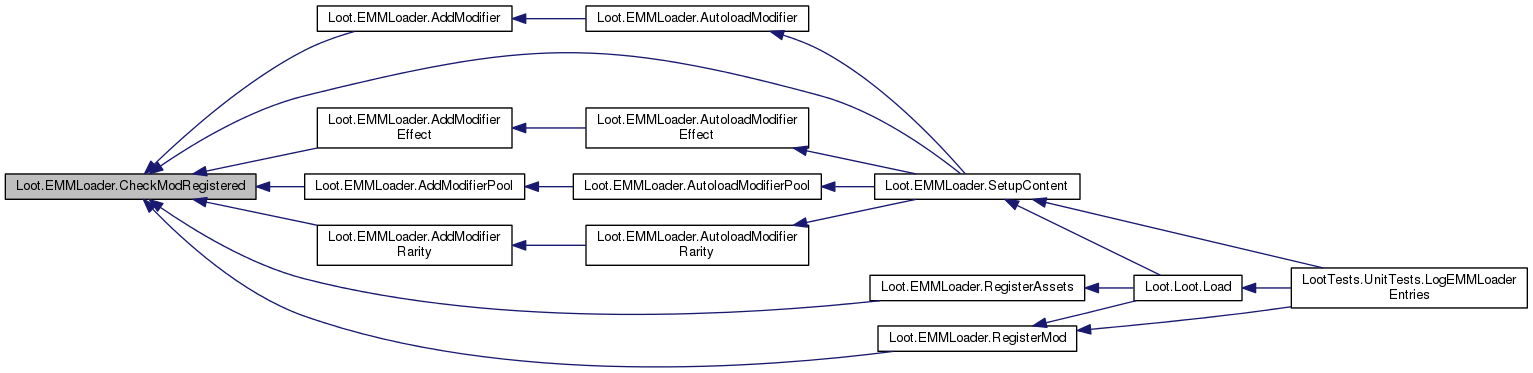 Loot.EMMLoader.AddModifier
Loot.EMMLoader.AutoloadModifier
Loot.EMMLoader.AddModifier
Effect
Loot.EMMLoader.AutoloadModifier
Effect
Loot.EMMLoader.CheckModRegistered
Loot.EMMLoader.AddModifierPool
Loot.EMMLoader.AutoloadModifierPool
Loot.EMMLoader.SetupContent
Loot.EMMLoader.AddModifier
Rarity
Loot.EMMLoader.AutoloadModifier
Rarity
Loot.EMMLoader.RegisterAssets
Loot.Loot.Load
LootTests.UnitTests.LogEMMLoader
Entries
Loot.EMMLoader.RegisterMod